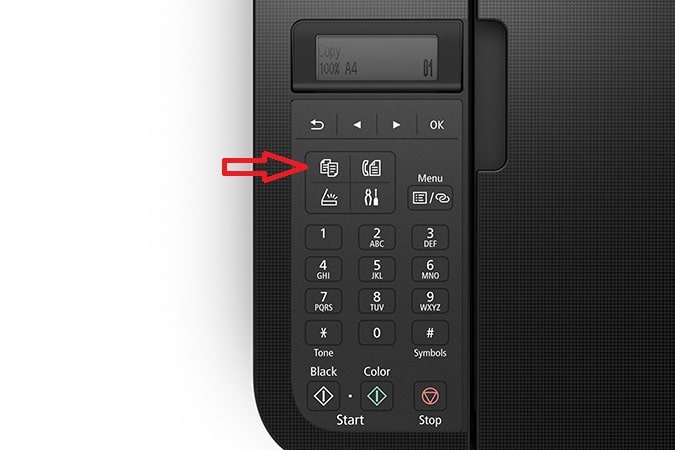 Copy
100% A4 01
OK
Menu
/
1 2 ABC 3 DEF
4 GHI 5 JKL 6 MNO
7 PQRS 8 TUV 9 WXYZ
* 0 #
Tone Symbols
Black Color
Start Stop